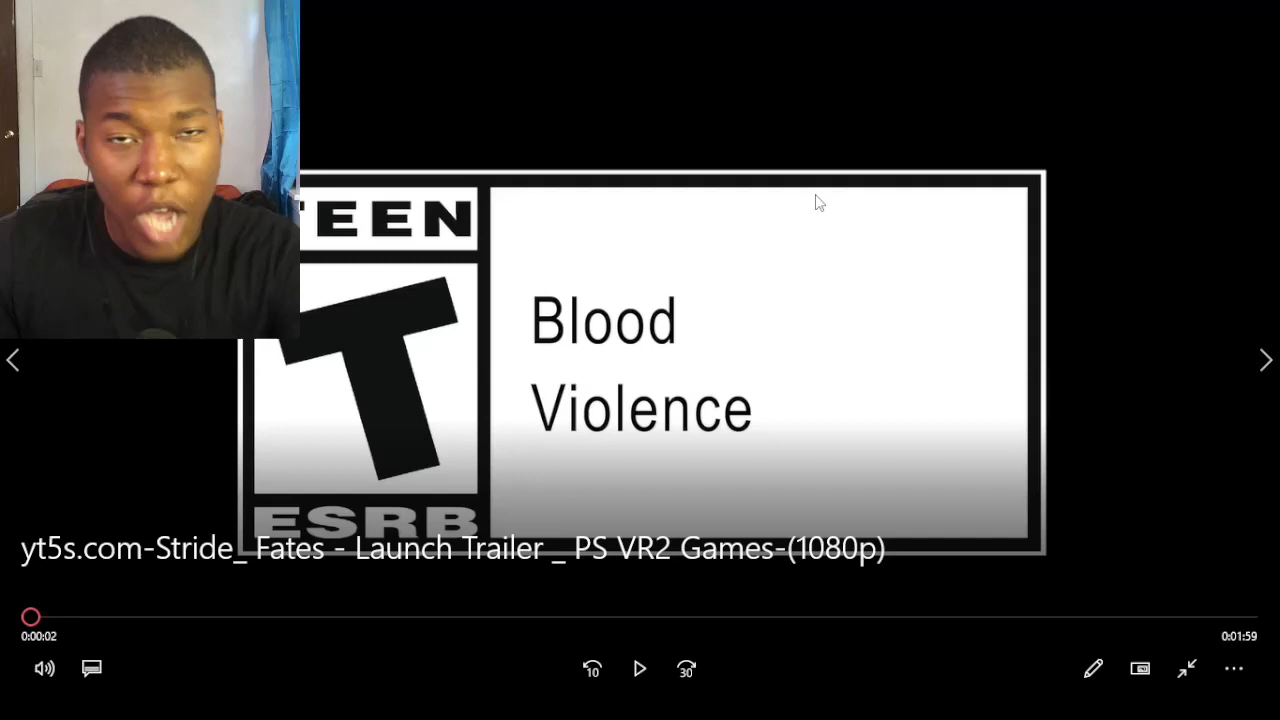 TEEN
T
Blood
Violence
ESRB
yt5s.com-Stride_ Fates - Launch Trailer _ PS VR2 Games-(1080p)
0:00:02
0:01:59
10
30